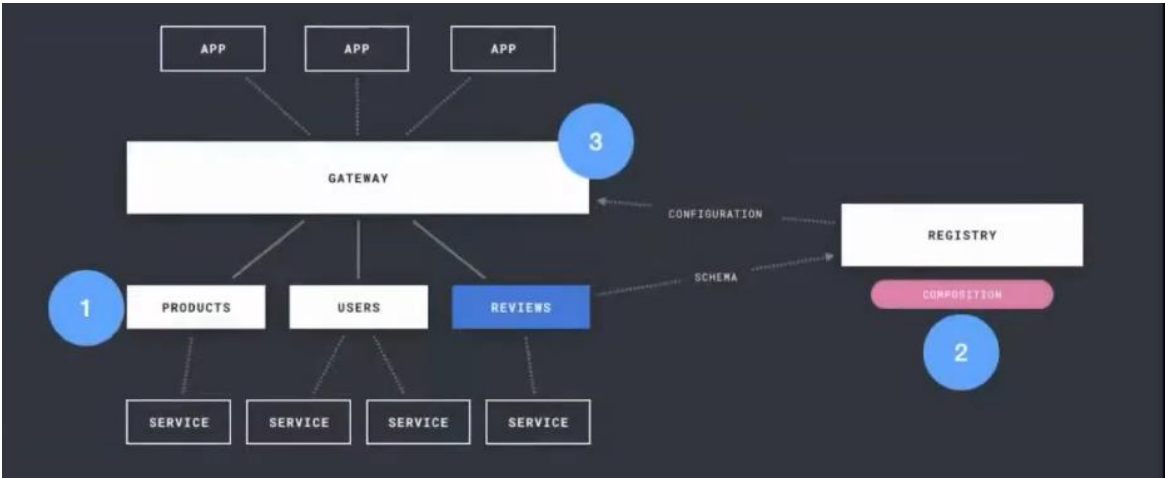 APP
APP
APP
3
GATEWAY
CONFIGURATION
REGISTRY
SCHEMA
COMPOSITION
1
PRODUCTS
USERS
REVIEWS
2
SERVICE
SERVICE
SERVICE
SERVICE